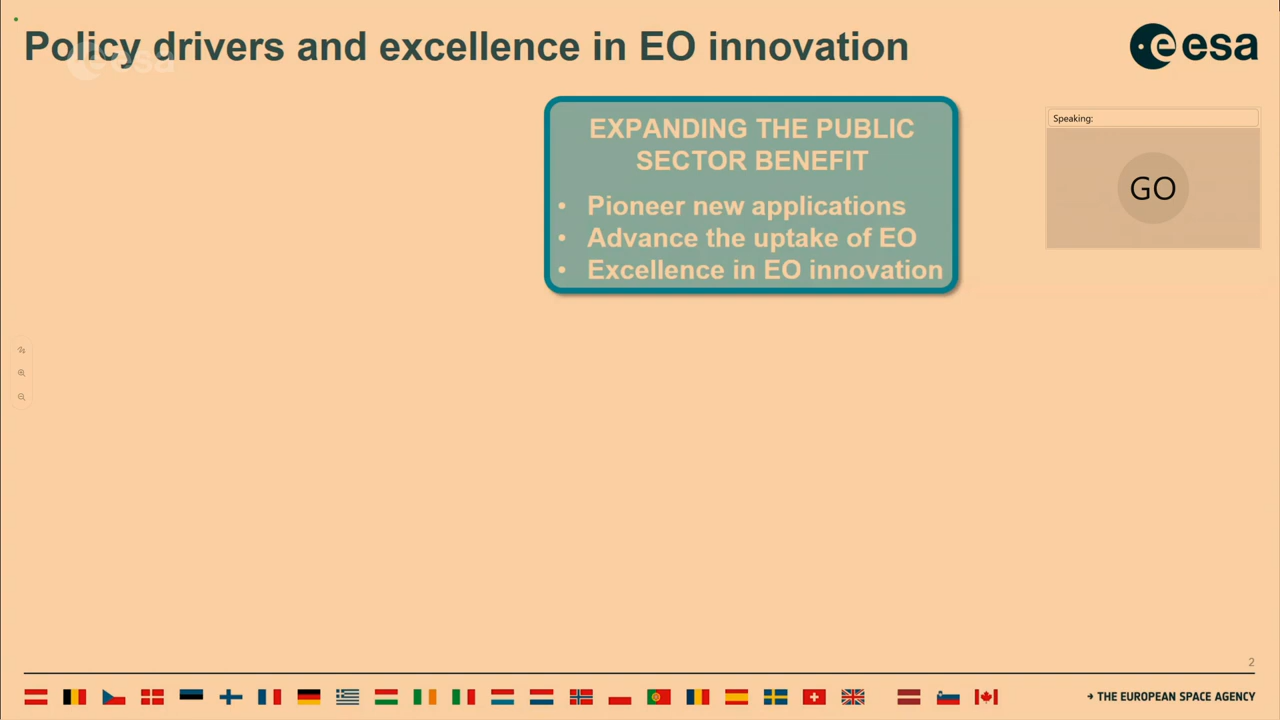 Policy drivers and excellence in EO innovation
esa
esa
EXPANDING THE PUBLIC
SECTOR BENEFIT
• Pioneer new applications
• Advance the uptake of EO
• Excellence in EO innovation
Speaking:
GO
2
→ THE EUROPEAN SPACE AGENCY